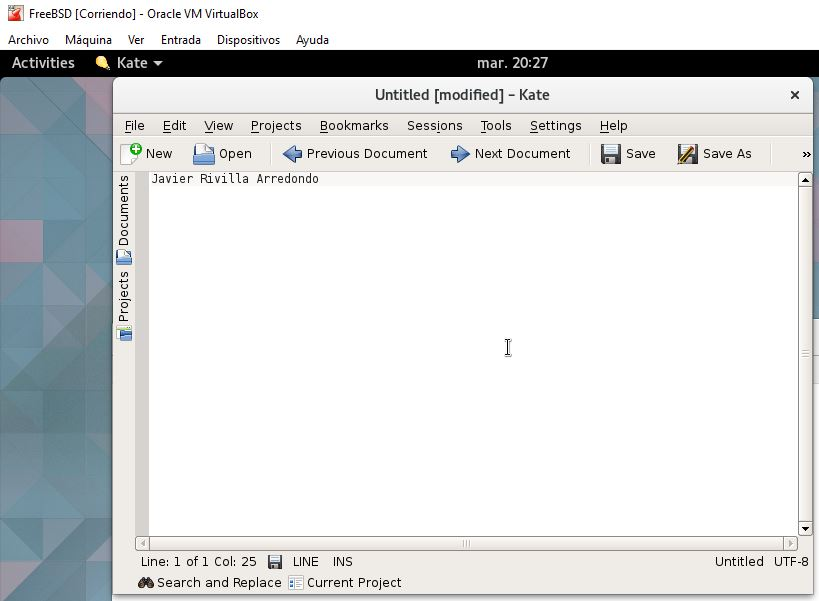 FreeBSD [Corriendo] - Oracle VM VirtualBox
Archivo Máquina Ver Entrada Dispositivos Ayuda
Activities Kate mar. 20:27
Untitled [modified] – Kate
File Edit View Projects Bookmarks Sessions Tools Settings Help
New Open Previous Document Next Document Save Save As »
Documents
Projects
Javier Rivilla Arredondo
Line: 1 of 1 Col: 25 LINE INS Untitled UTF-8
Search and Replace Current Project